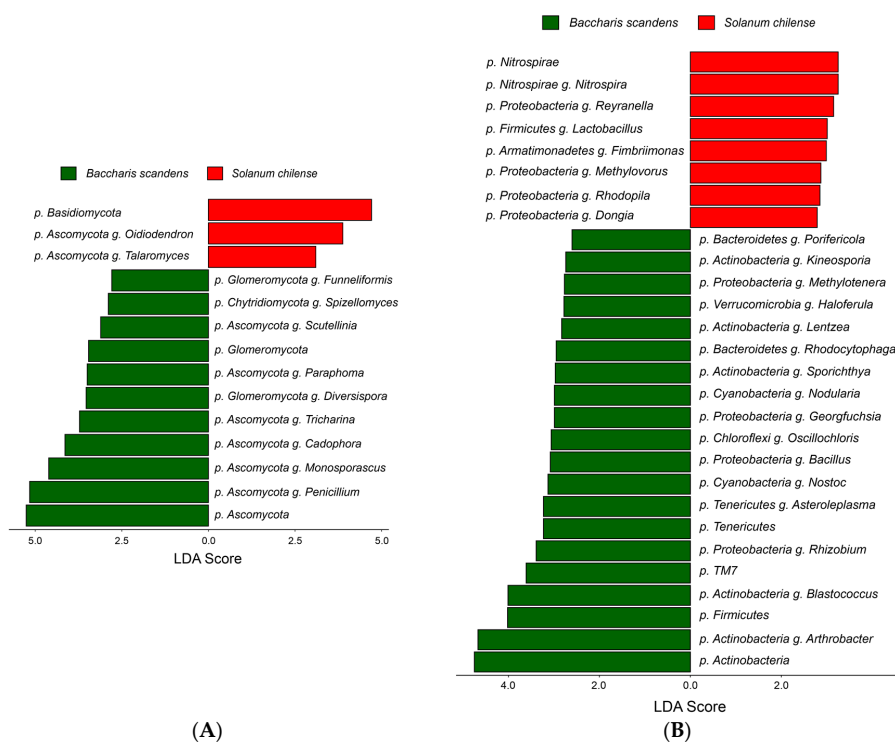 Baccharis scandens Solanum chilense
p. Basidiomycota
p. Ascomycota g. Oidiodendron
p. Ascomycota g. Talaromyces
p. Glomeromycota g. Funneliformis
p. Chytridiomycota g. Spizellomyces
p. Ascomycota g. Scutellinia
p. Glomeromycota
p. Ascomycota g. Paraphoma
p. Glomeromycota g. Diversispora
p. Ascomycota g. Tricharina
p. Ascomycota g. Cadophora
p. Ascomycota g. Monosporascus
p. Ascomycota g. Penicillium
p. Ascomycota
5.0 2.5 0.0 2.5 5.0
LDA Score
(A)
Baccharis scandens Solanum chilense
p. Nitrospirae
p. Nitrospirae g. Nitrospira
p. Proteobacteria g. Reyranella
p. Firmicutes g. Lactobacillus
p. Armatimonadetes g. Fimbriimonas
p. Proteobacteria g. Methylovorus
p. Proteobacteria g. Rhodopila
p. Proteobacteria g. Dongia
p. Bacteroidetes g. Porifericola
p. Actinobacteria g. Kineosporia
p. Proteobacteria g. Methylotenera
p. Verrucomicrobia g. Haloferula
p. Actinobacteria g. Lentzea
p. Bacteroidetes g. Rhodocytophaga
p. Actinobacteria g. Sporichthya
p. Cyanobacteria g. Nodularia
p. Proteobacteria g. Georgfuchsia
p. Chloroflexi g. Oscillochloris
p. Proteobacteria g. Bacillus
p. Cyanobacteria g. Nostoc
p. Tenericutes g. Asteroleplasma
p. Tenericutes
p. Proteobacteria g. Rhizobium
p. TM7
p. Actinobacteria g. Blastococcus
p. Firmicutes
p. Actinobacteria g. Arthrobacter
p. Actinobacteria
4.0 2.0 0.0 2.0
LDA Score
(B)